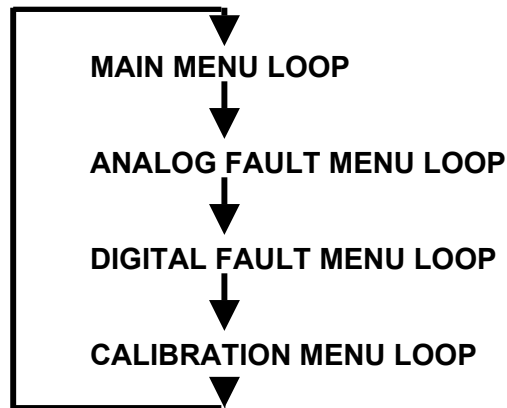 MAIN MENU LOOP
ANALOG FAULT MENU LOOP
DIGITAL FAULT MENU LOOP
CALIBRATION MENU LOOP